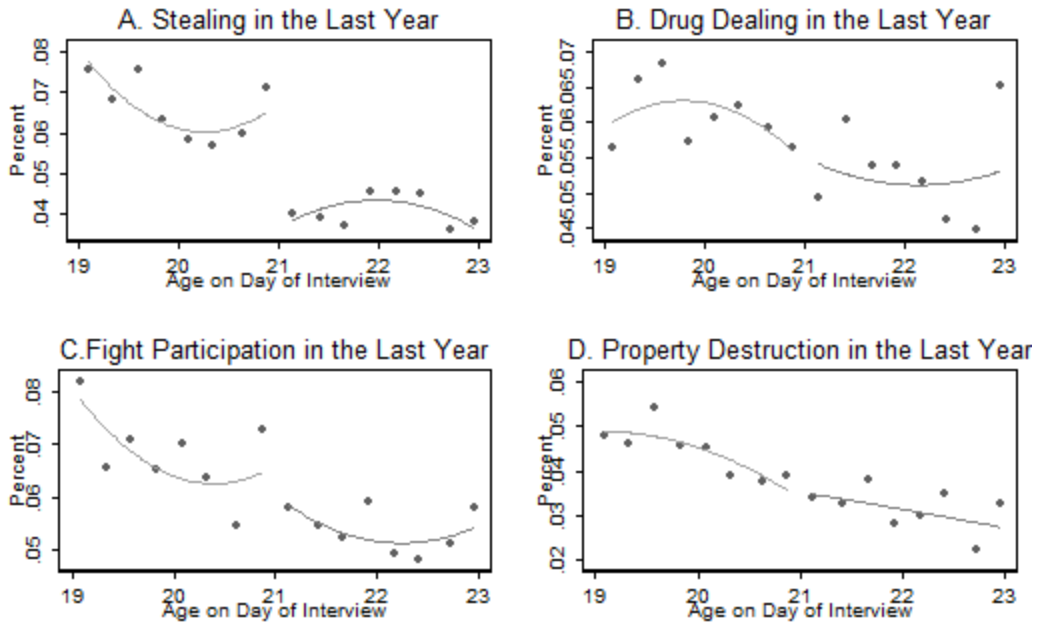 A. Stealing in the Last Year
Percent
.08
.07
.06
.05
.04
19 20 21 22 23
Age on Day of Interview
B. Drug Dealing in the Last Year
Percent
.07
.065
.06
.055
.05
.045
19 20 21 22 23
Age on Day of Interview
C.Fight Participation in the Last Year
Percent
.08
.07
.06
.05
19 20 21 22 23
Age on Day of Interview
D. Property Destruction in the Last Year
Percent
.06
.05
.04
.03
.02
19 20 21 22 23
Age on Day of Interview